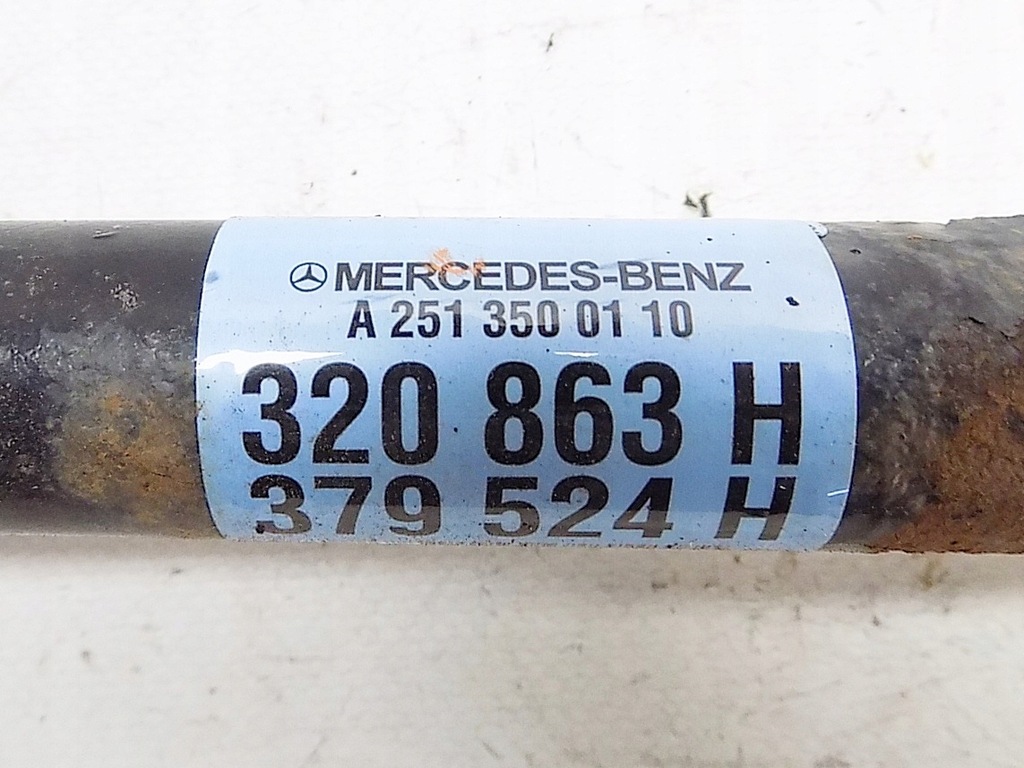 MERCEDES-BENZ
A 251 350 01 10
320 863 H
379 524 H